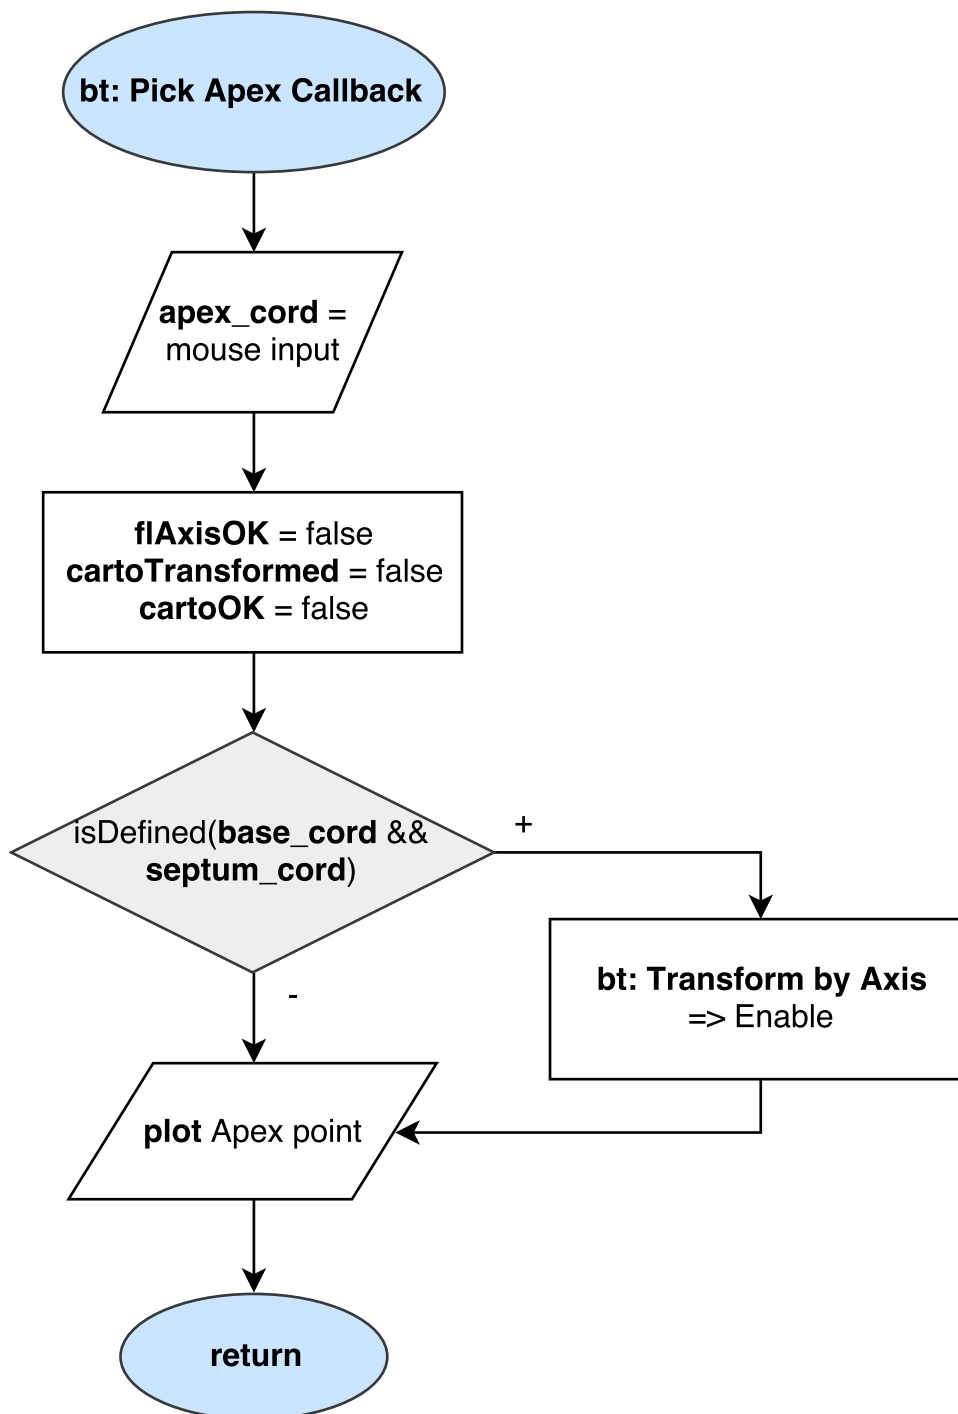 bt: Pick Apex Callback
apex_cord =
mouse input
flAxisOK = false
cartoTransformed = false
cartoOK = false
isDefined(base_cord &&
septum_cord)
+
bt: Transform by Axis
=> Enable
-
plot Apex point
return